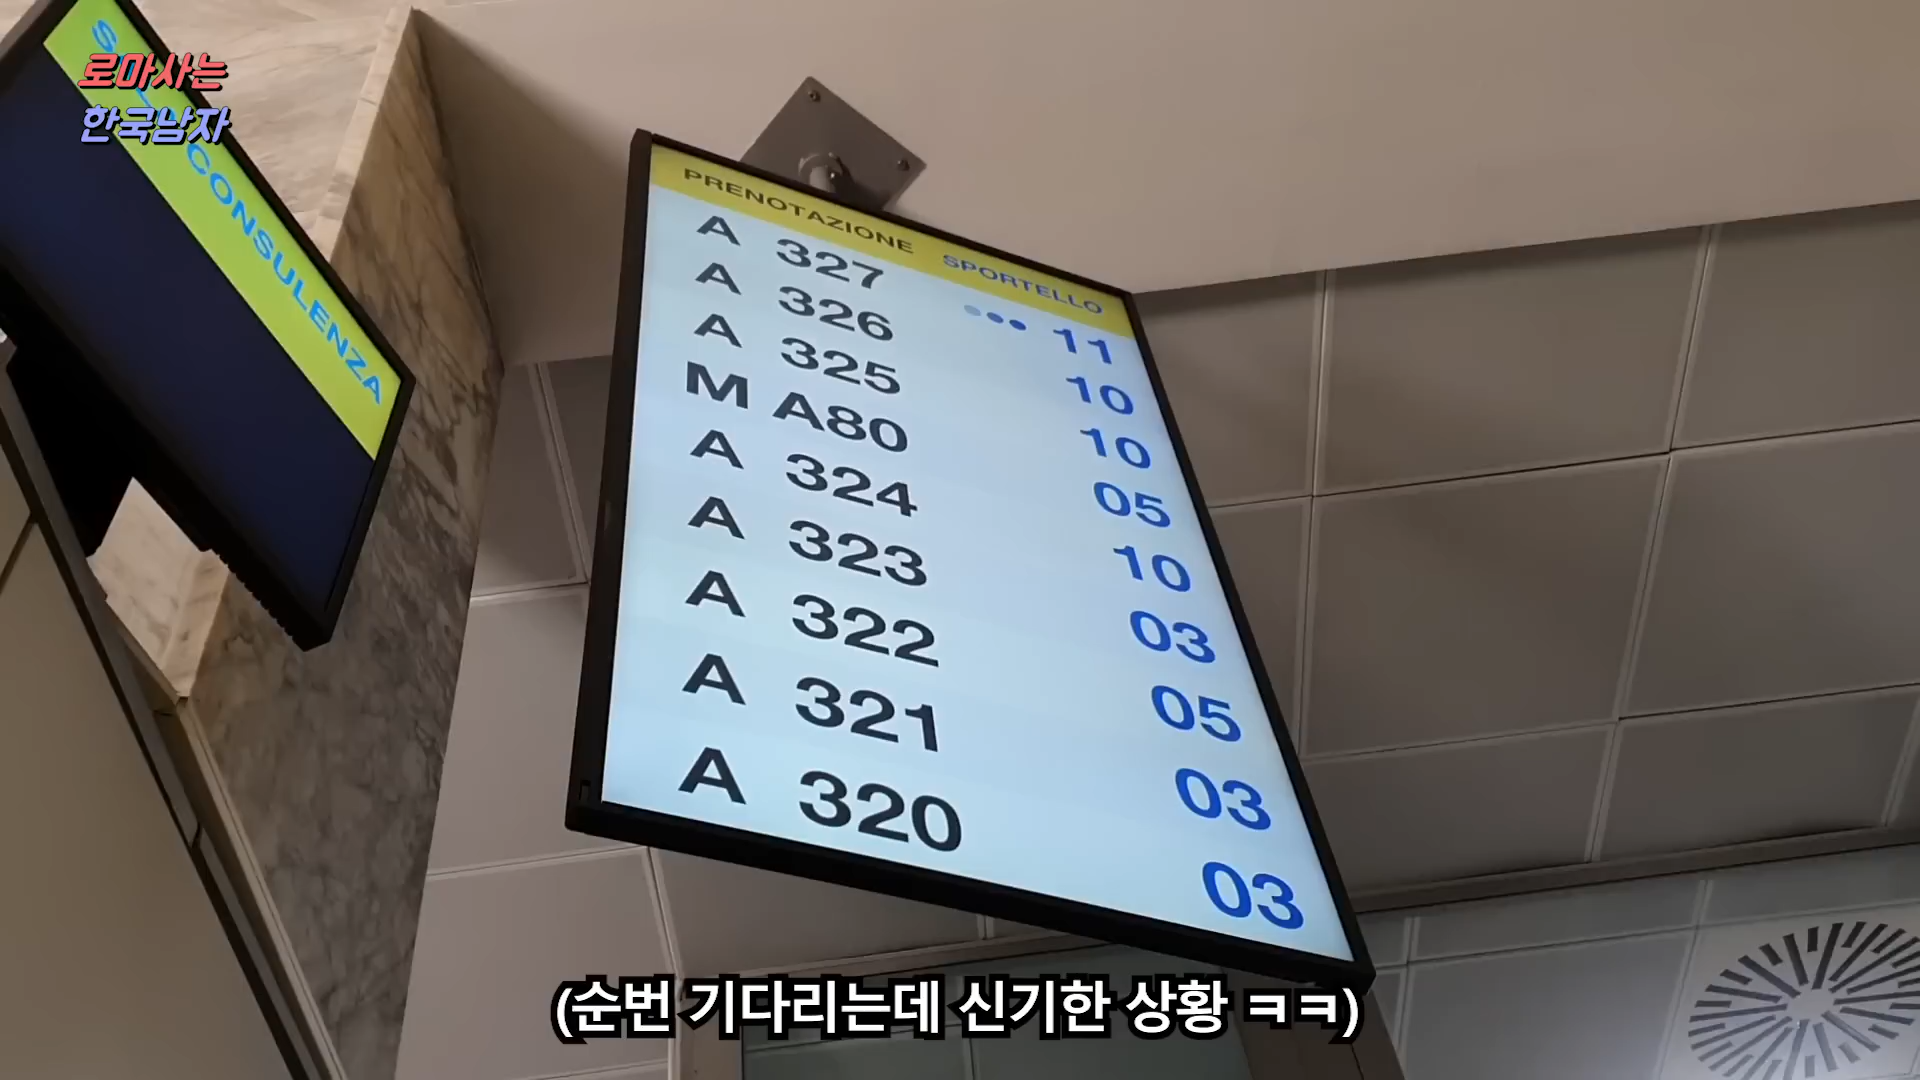 로마사는
한국남자
CONSULENZA
PRENOTAZIONE SPORTELLO
A 327 11
A 326 10
A 325 10
M A80 05
A 324 10
A 323 03
A 322 05
A 321 03
A 320 03
(순번 기다리는데 신기한 상황 ㅋㅋ)